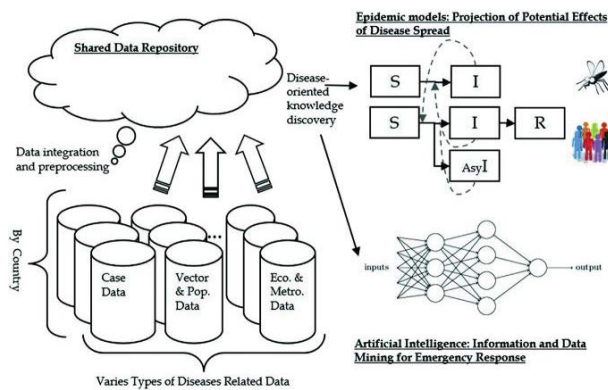 Shared Data Repository
Data integration
and preprocessing
By Country
Case
Data
Vector
& Pop.
Data
...
Eco. &
Metro.
Data
Varies Types of Diseases Related Data
Disease-
oriented
knowledge
discovery
Epidemic models: Projection of Potential Effects
of Disease Spread
S
I
S
I
R
AsyI
inputs
output
Artificial Intelligence: Information and Data
Mining for Emergency Response